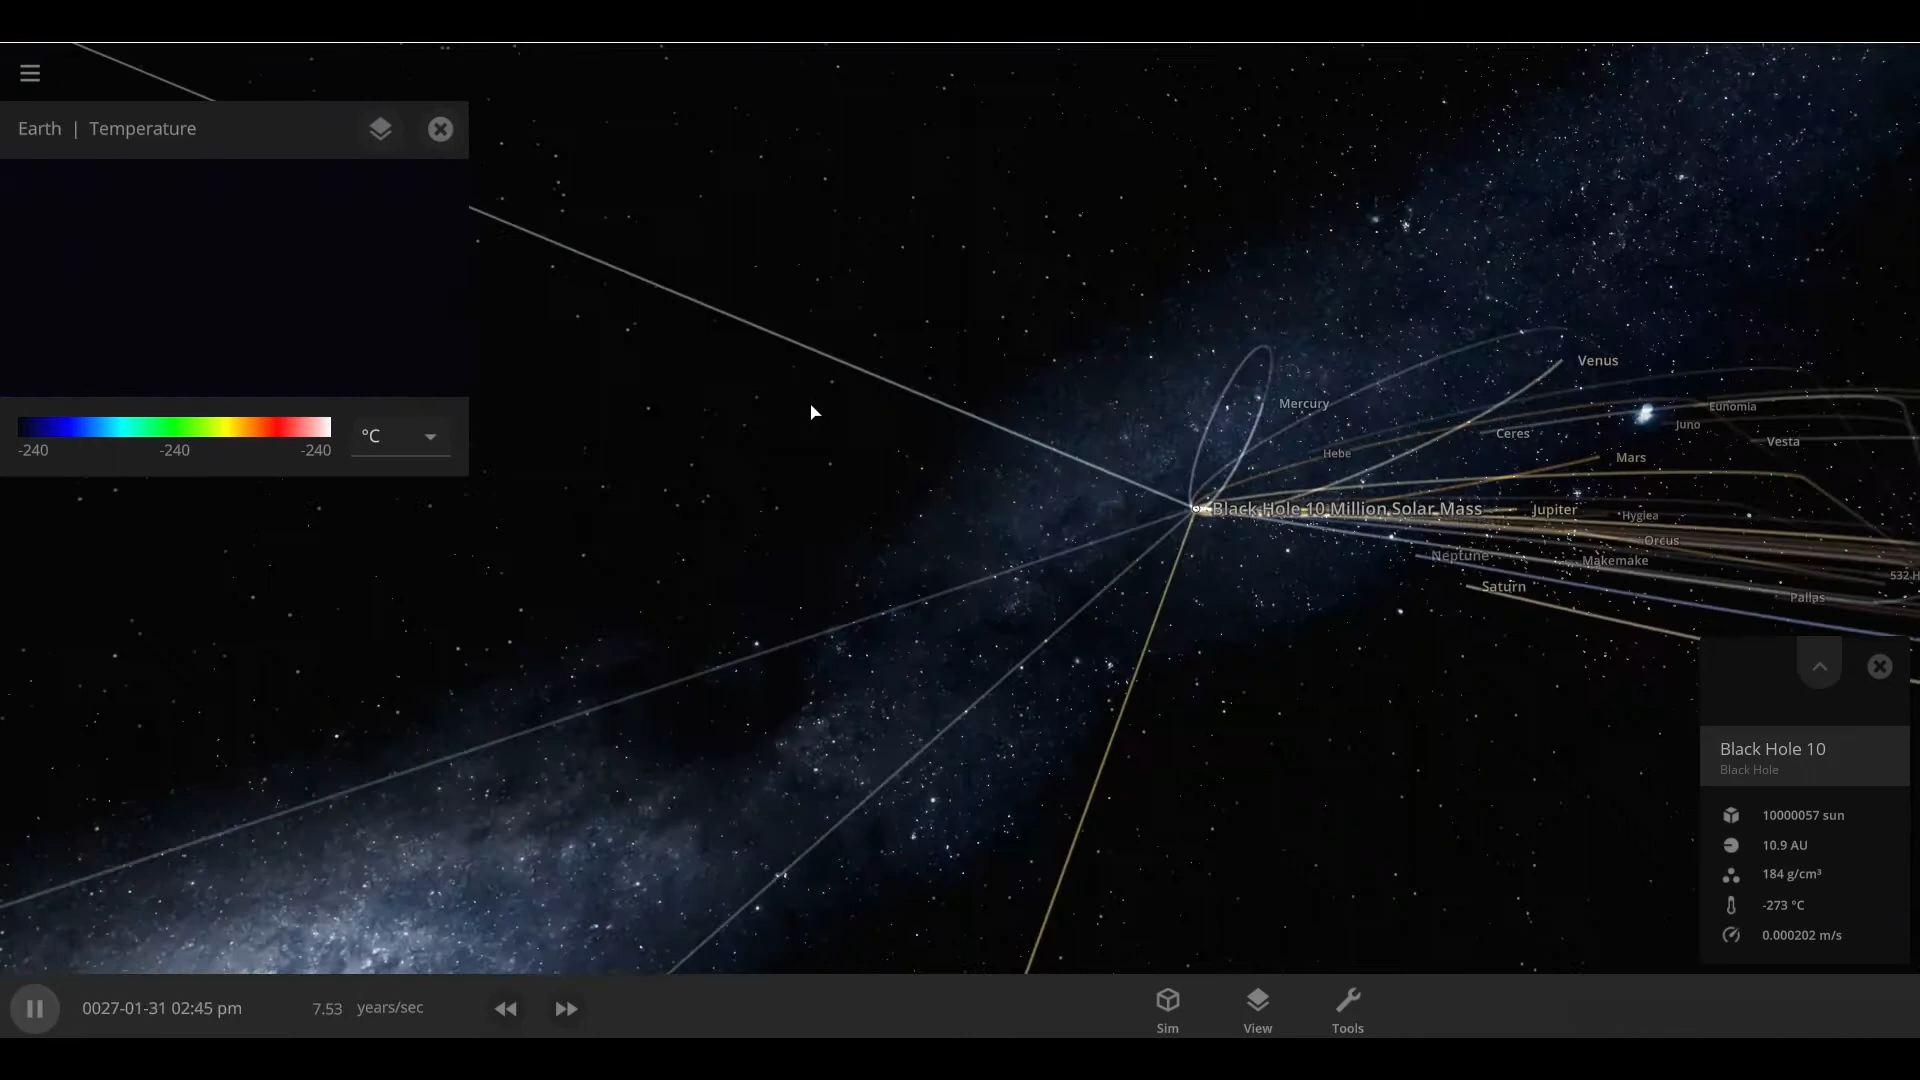 Earth | Temperature
-240 -240 -240
°C
Venus
Mercury
Eunomia
Ceres
Juno
Vesta
Hebe
Mars
Black Hole 10 Million Solar Mass
Jupiter
Hygiea
Orcus
Neptune
Makemake
532 H
Saturn
Pallas
Black Hole 10
Black Hole
10000057 sun
10.9 AU
184 g/cm³
-273 °C
0.000202 m/s
0027-01-31 02:45 pm
7.53 years/sec
Sim
View
Tools